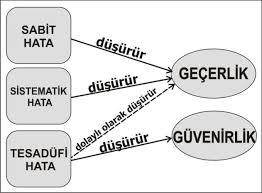 SABİT
HATA
düşürür
GEÇERLİK
SİSTEMATİK
HATA
düşürür
dolaylı olarak düşürür
TESADÜFİ
HATA
düşürür
GÜVENİRLİK